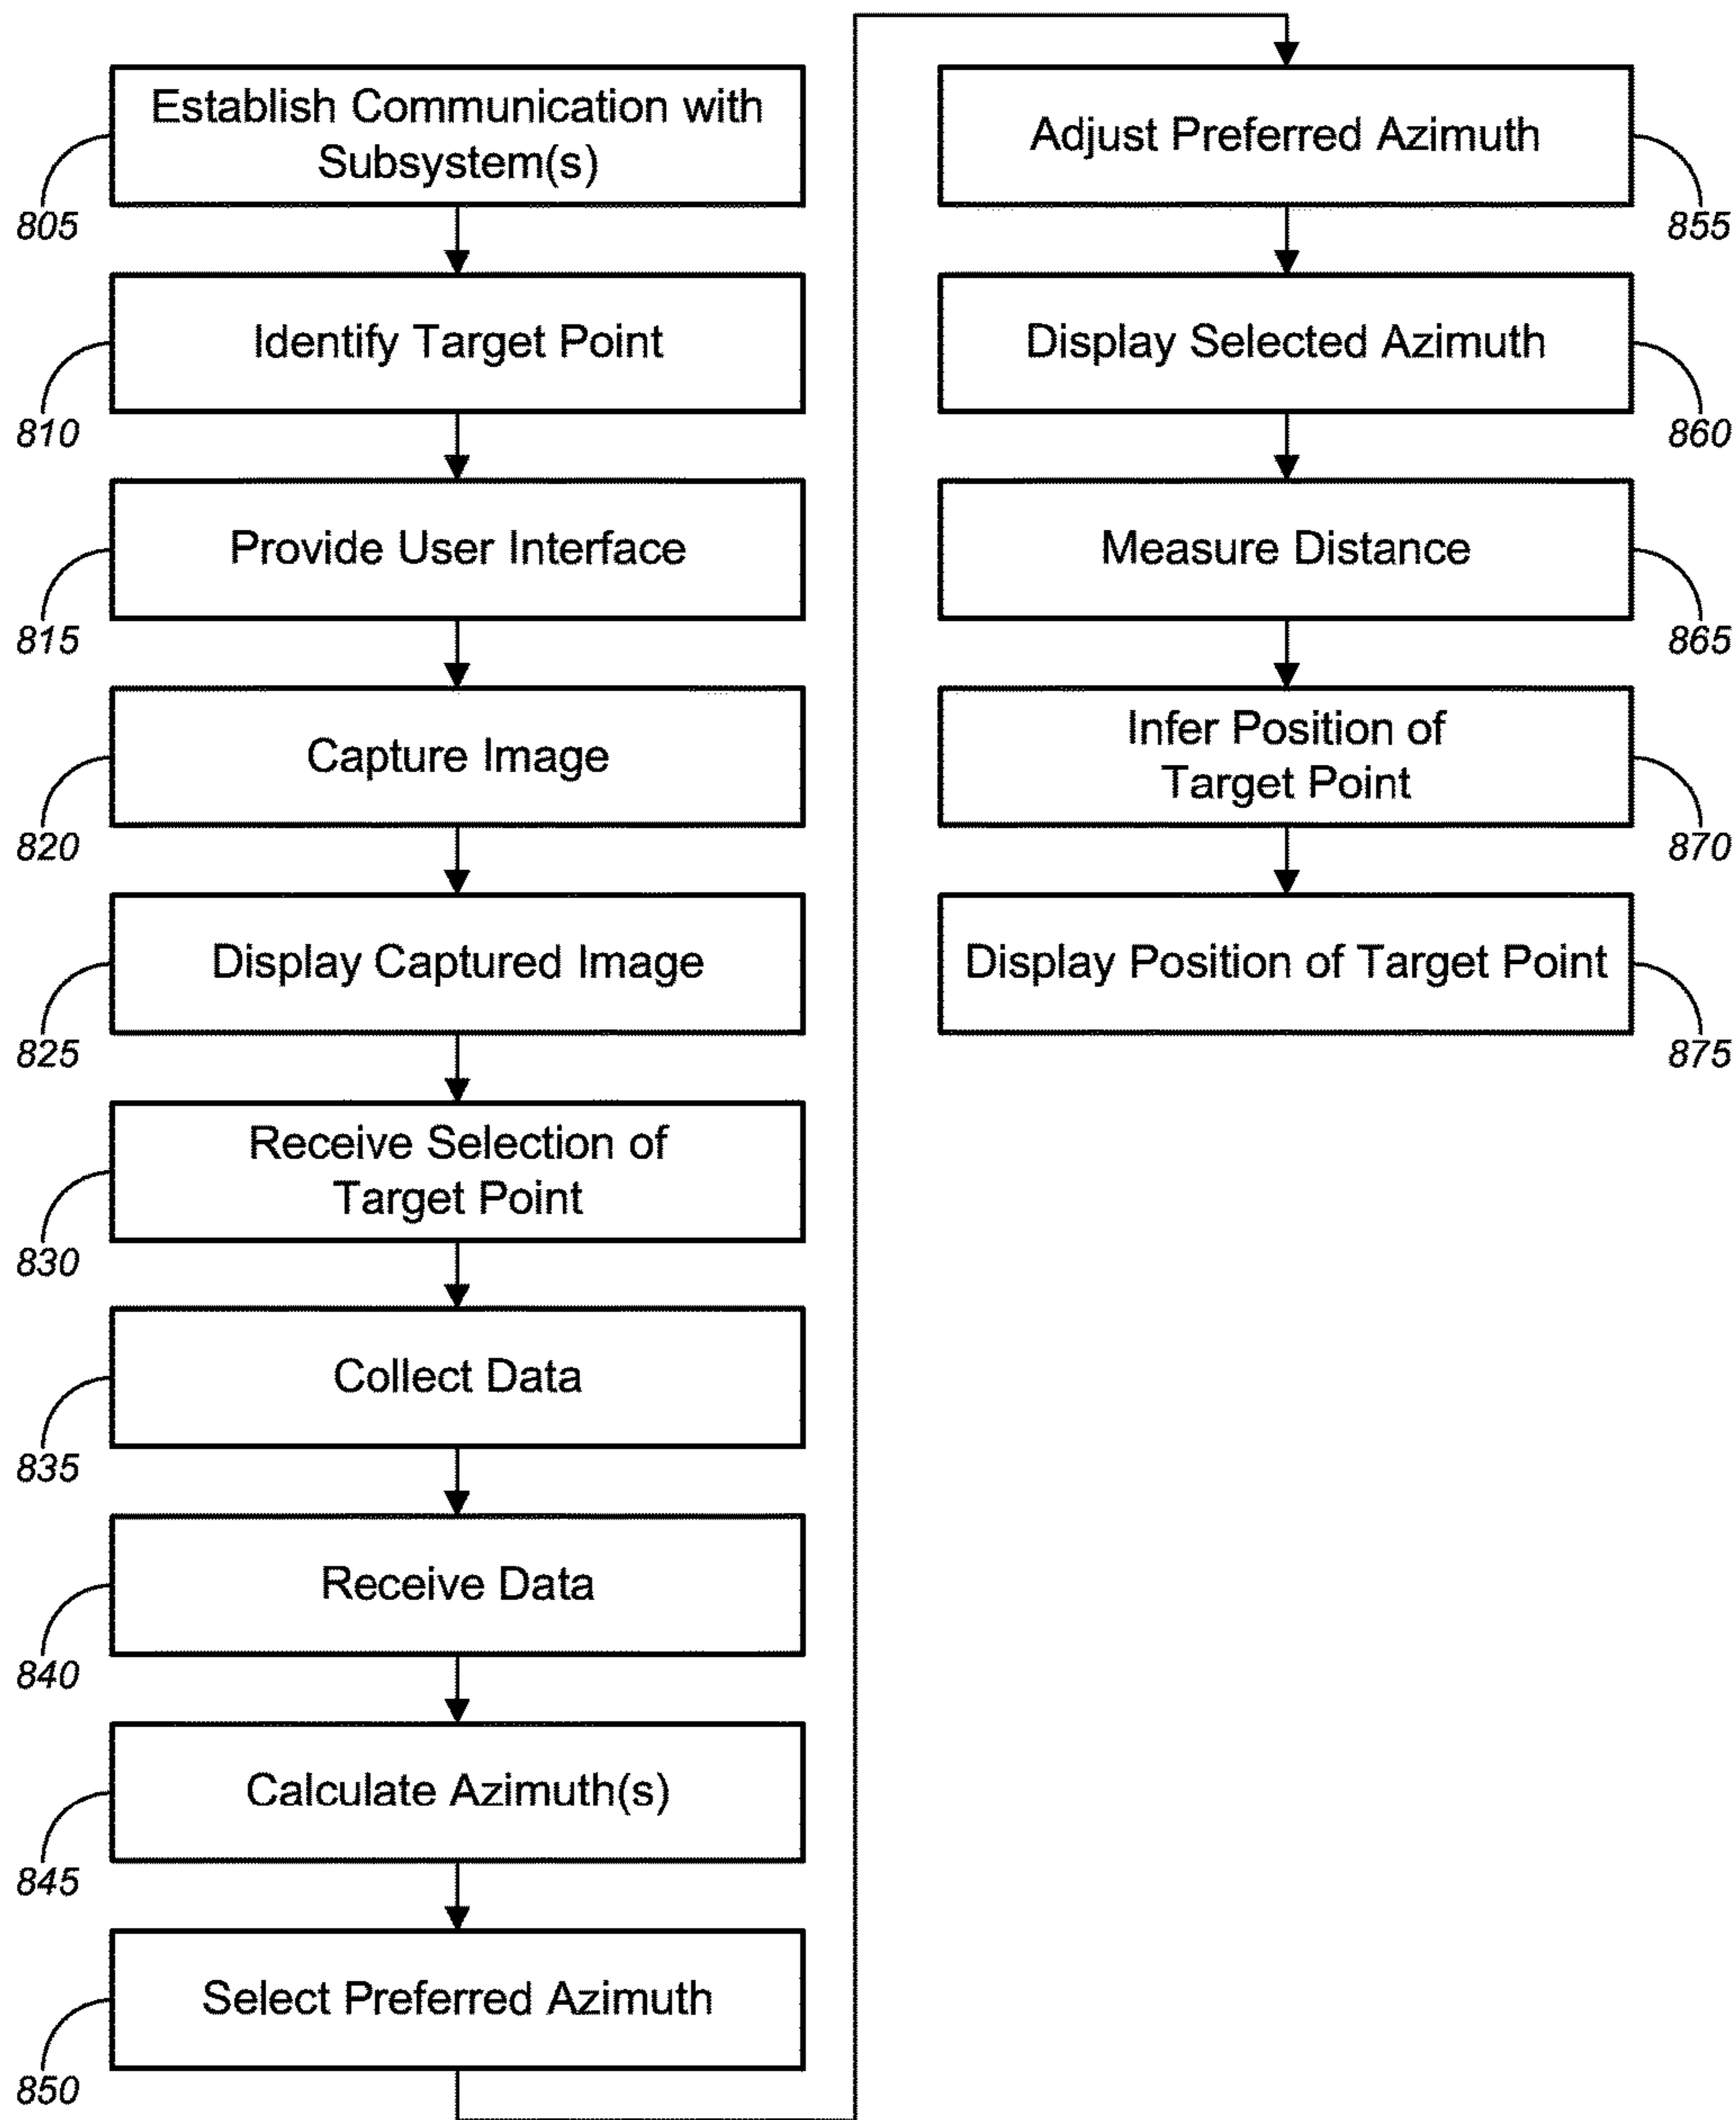 Establish Communication with
Subsystem(s)
805
Identify Target Point
810
Provide User Interface
815
Capture Image
820
Display Captured Image
825
Receive Selection of
Target Point
830
Collect Data
835
Receive Data
840
Calculate Azimuth(s)
845
Select Preferred Azimuth
850
Adjust Preferred Azimuth
855
Display Selected Azimuth
860
Measure Distance
865
Infer Position of
Target Point
870
Display Position of Target Point
875